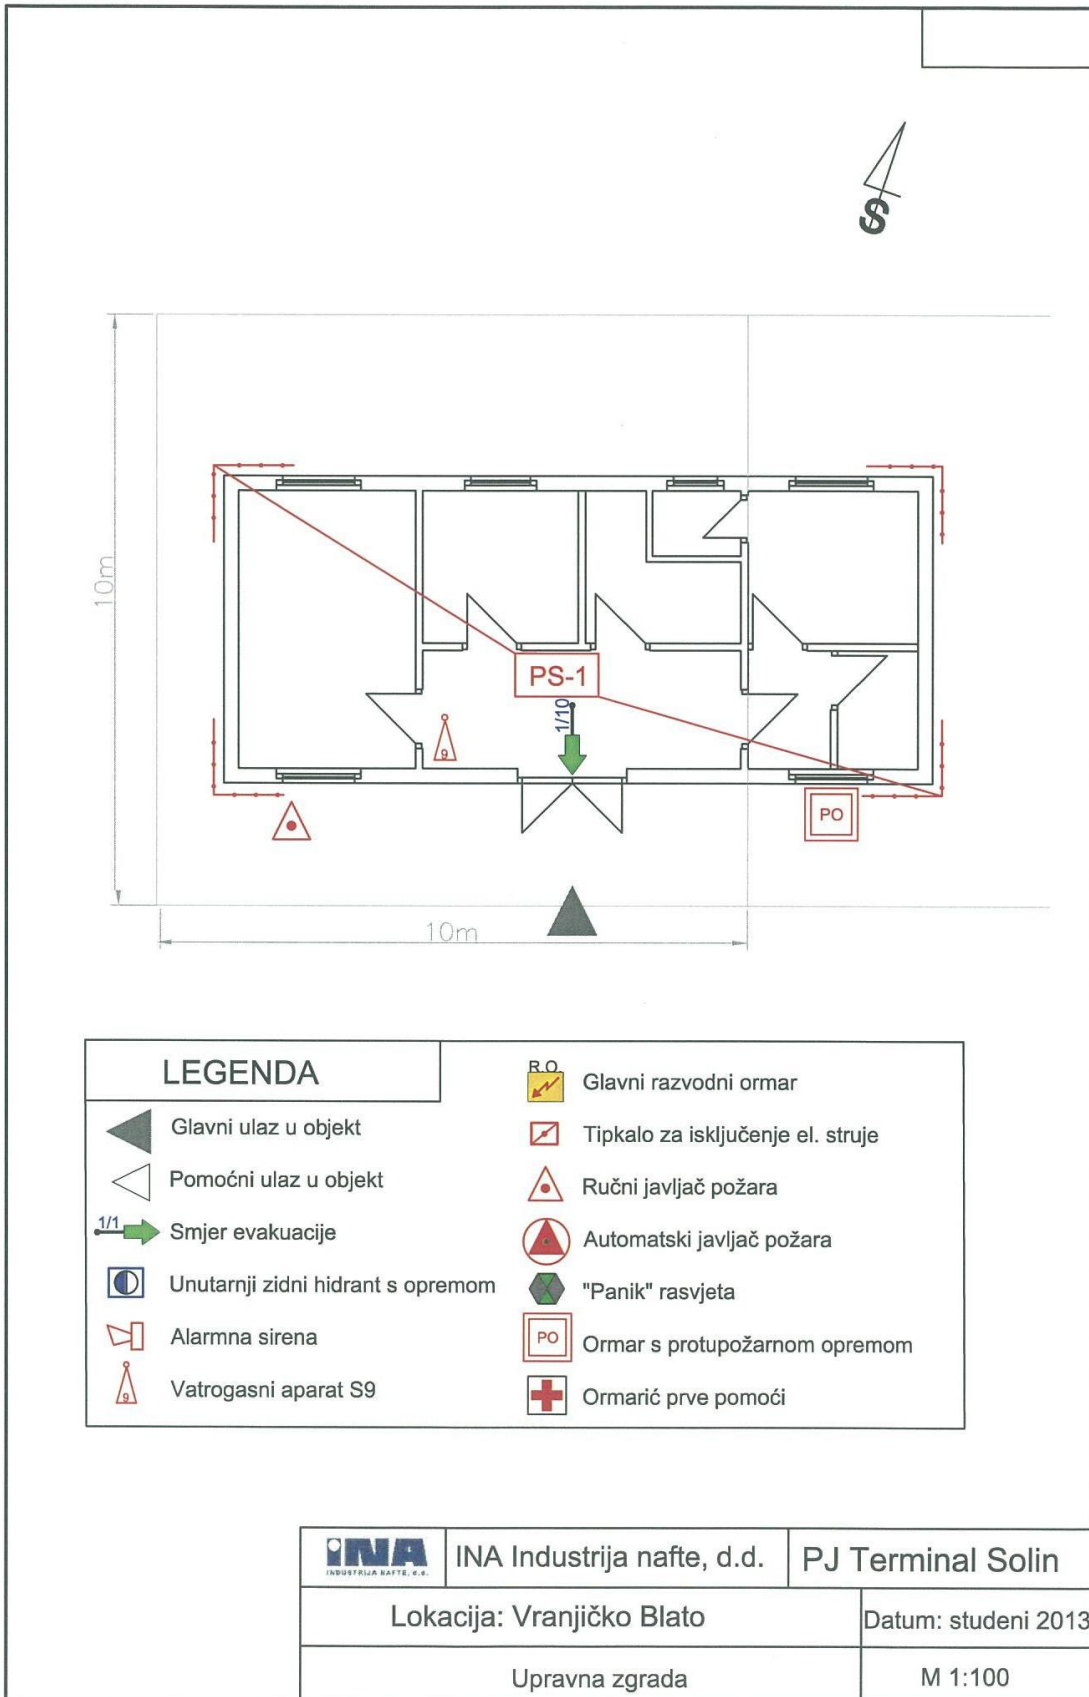 S
10m
PS-1
1/10
9
PO
10m
LEGENDA
Glavni ulaz u objekt
Pomoćni ulaz u objekt
1/1
Smjer evakuacije
Unutarnji zidni hidrant s opremom
Alarmna sirena
9
Vatrogasni aparat S9
R.O.
Glavni razvodni ormar
Tipkalo za isključenje el. struje
Ručni javljač požara
Automatski javljač požara
"Panik" rasvjeta
PO
Ormar s protupožarnom opremom
Ormarić prve pomoći
INA
INDUSTRIJA NAFTE, d.d.
INA Industrija nafte, d.d.
PJ Terminal Solin
Lokacija: Vranjičko Blato
Datum: studeni 2013
Upravna zgrada
M 1:100